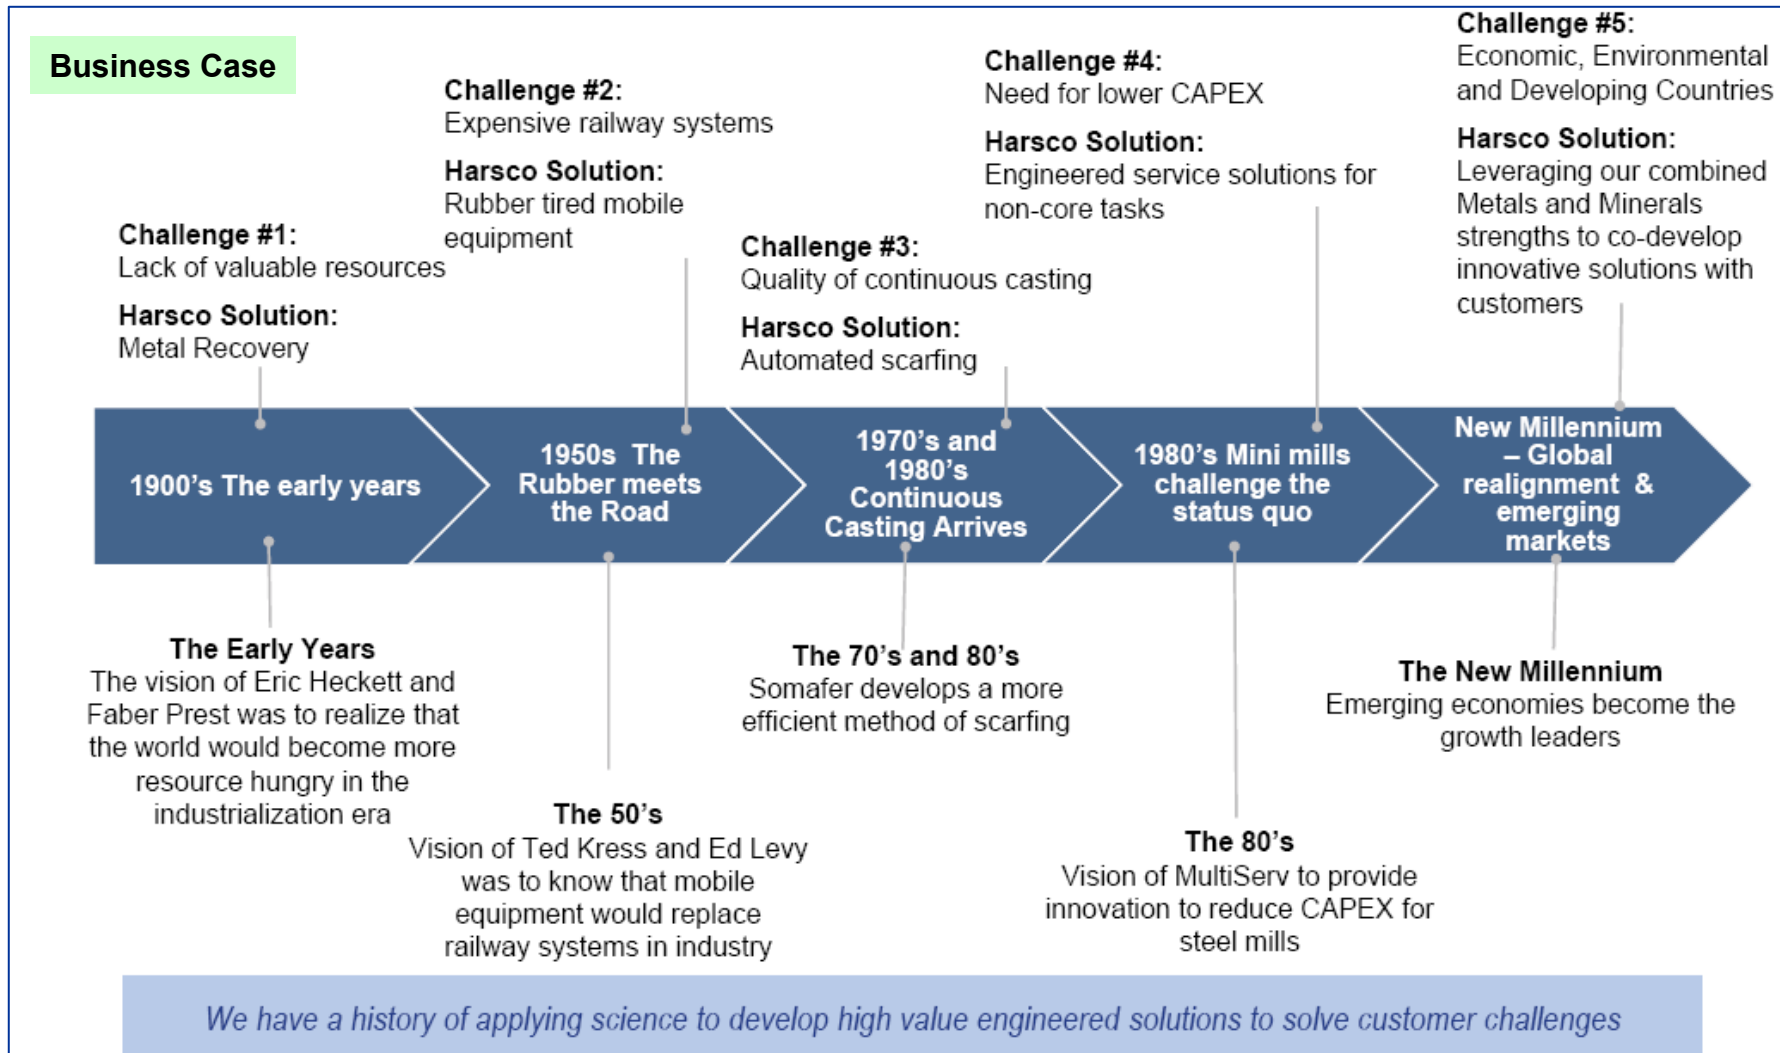 Business Case
Challenge #1:
Lack of valuable resources
Harsco Solution:
Metal Recovery
Challenge #2:
Expensive railway systems
Harsco Solution:
Rubber tired mobile
equipment
Challenge #3:
Quality of continuous casting
Harsco Solution:
Automated scarfing
Challenge #4:
Need for lower CAPEX
Harsco Solution:
Engineered service solutions for
non-core tasks
Challenge #5:
Economic, Environmental
and Developing Countries
Harsco Solution:
Leveraging our combined
Metals and Minerals
strengths to co-develop
innovative solutions with
customers
1900’s The early years
1950s  The
Rubber meets
the Road
1970’s and
1980’s
Continuous
Casting Arrives
1980’s Mini mills
challenge the
status quo
New Millennium
– Global
realignment  &
emerging
markets
The Early Years
The vision of Eric Heckett and
Faber Prest was to realize that
the world would become more
resource hungry in the
industrialization era
The 50’s
Vision of Ted Kress and Ed Levy
was to know that mobile
equipment would replace
railway systems in industry
The 70’s and 80’s
Somafer develops a more
efficient method of scarfing
The 80’s
Vision of MultiServ to provide
innovation to reduce CAPEX for
steel mills
The New Millennium
Emerging economies become the
growth leaders
We have a history of applying science to develop high value engineered solutions to solve customer challenges